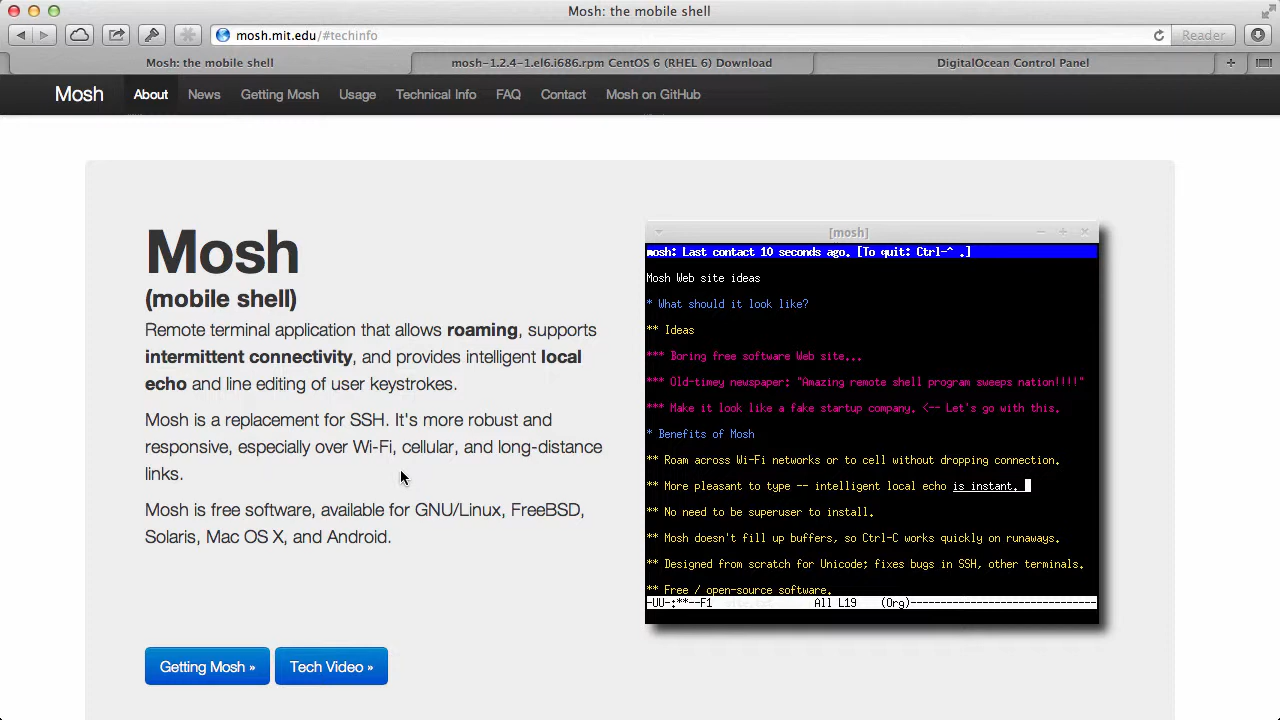 Mosh: the mobile shell
mosh.mit.edu/#techinfo
Reader
Mosh: the mobile shell
mosh-1.2.4-1.el6.i686.rpm CentOS 6 (RHEL 6) Download
DigitalOcean Control Panel
Mosh About News Getting Mosh Usage Technical Info FAQ Contact Mosh on GitHub
Mosh
(mobile shell)
Remote terminal application that allows roaming, supports
intermittent connectivity, and provides intelligent local
echo and line editing of user keystrokes.
Mosh is a replacement for SSH. It's more robust and
responsive, especially over Wi-Fi, cellular, and long-distance
links.
Mosh is free software, available for GNU/Linux, FreeBSD,
Solaris, Mac OS X, and Android.
Getting Mosh »
Tech Video »
[mosh]
mosh: Last contact 10 seconds ago. [To quit: Ctrl-^ .]
Mosh Web site ideas
* What should it look like?
** Ideas
*** Boring free software Web site...
*** Old-timey newspaper: "Amazing remote shell program sweeps nation!!!!"
*** Make it look like a fake startup company. <-- Let's go with this.
* Benefits of Mosh
** Roam across Wi-Fi networks or to cell without dropping connection.
** More pleasant to type -- intelligent local echo is instant.
** No need to be superuser to install.
** Mosh doesn't fill up buffers, so Ctrl-C works quickly on runaways.
** Designed from scratch for Unicode; fixes bugs in SSH, other terminals.
** Free / open-source software.
-UU-:**--F1 All L19 (Org)-------------------------------